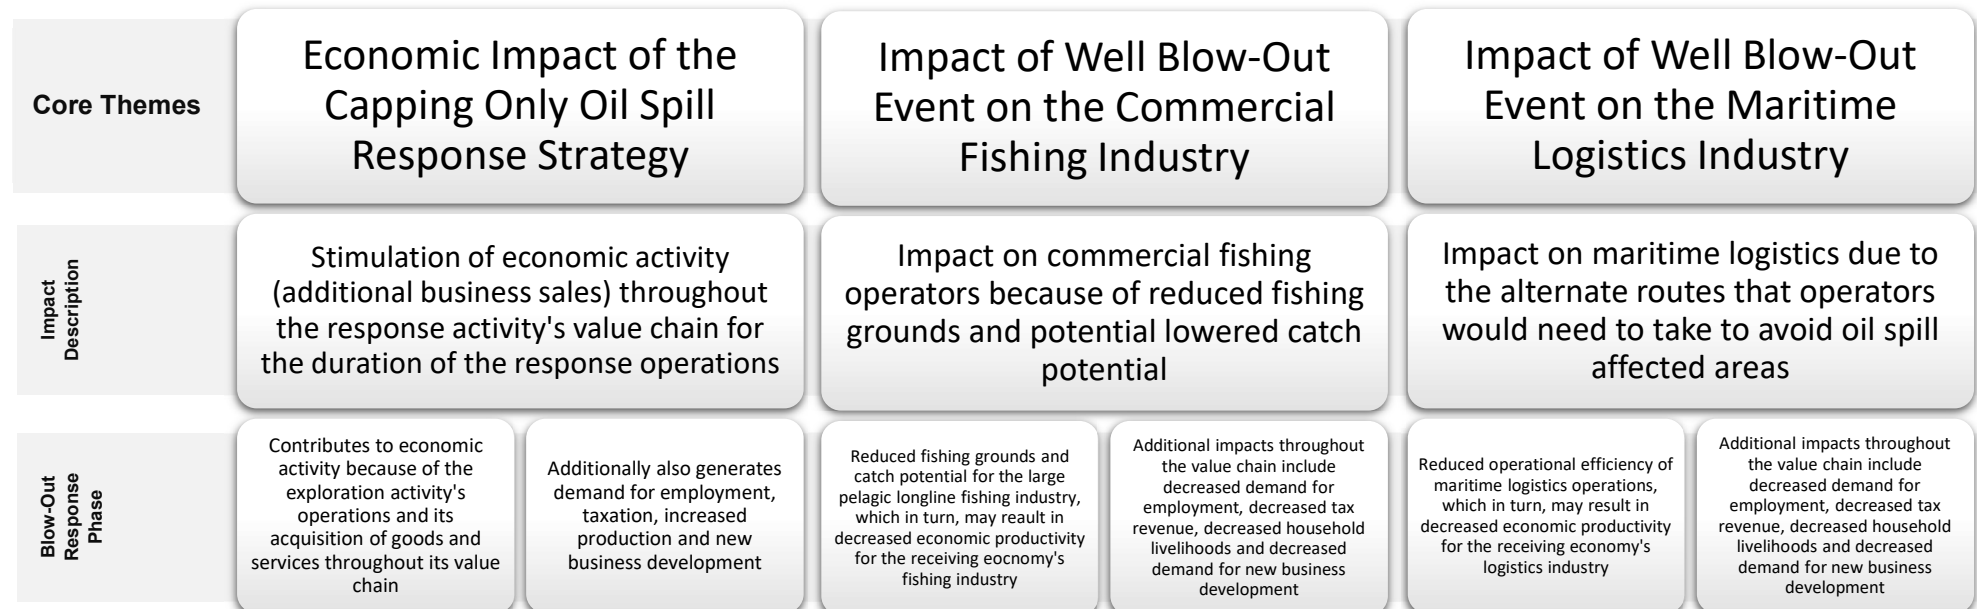 Core Themes
Economic Impact of the
Capping Only Oil Spill
Response Strategy
Impact of Well Blow-Out
Event on the Commercial
Fishing Industry
Impact of Well Blow-Out
Event on the Maritime
Logistics Industry
Impact
Description
Stimulation of economic activity
(additional business sales) throughout
the response activity's value chain for
the duration of the response operations
Impact on commercial fishing
operators because of reduced fishing
grounds and potential lowered catch
potential
Impact on maritime logistics due to
the alternate routes that operators
would need to take to avoid oil spill
affected areas
Blow-Out
Response
Phase
Contributes to economic
activity because of the
exploration activity's
operations and its
acquisition of goods and
services throughout its value
chain
Additionally also generates
demand for employment,
taxation, increased
production and new
business development
Reduced fishing grounds and
catch potential for the large
pelagic longline fishing industry,
which in turn, may reault in
decreased economic productivity
for the receiving eocnomy's
fishing industry
Additional impacts throughout
the value chain include
decreased demand for
employment, decreased tax
revenue, decreased household
livelihoods and decreased
demand for new business
development
Reduced operational efficiency of
maritime logistics operations,
which in turn, may result in
decreased economic productivity
for the receiving economy's
logistics industry
Additional impacts throughout
the value chain include
decreased demand for
employment, decreased tax
revenue, decreased household
livelihoods and decreased
demand for new business
development